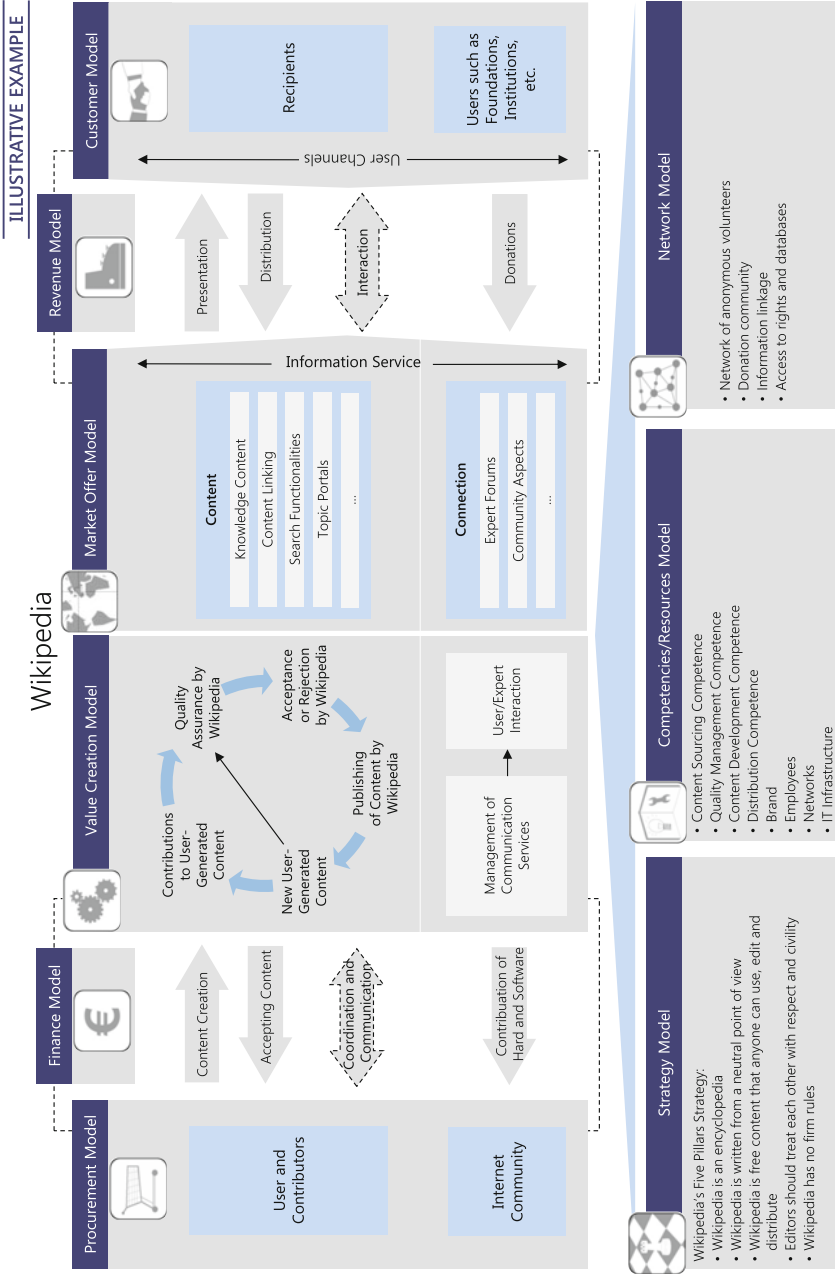 ILLUSTRATIVE EXAMPLE
Wikipedia
Procurement Model
User and
Contributors
Internet
Community
Finance Model
€
Content Creation
Accepting Content
Coordination and
Communication
Contribuation of
Hard and Software
Value Creation Model
Contributions
to User-
Generated
Content
Quality
Assurance by
Wikipedia
Acceptance
or Rejection
by Wikipedia
Publishing
of Content by
Wikipedia
New User-
Generated
Content
Management of
Communication
Services
User/Expert
Interaction
Market Offer Model
Content
Knowledge Content
Content Linking
Search Functionalities
Topic Portals
...
Connection
Expert Forums
Community Aspects
...
Information Service
Revenue Model
Presentation
Distribution
Interaction
Donations
Customer Model
User Channels
Recipients
Users such as
Foundations,
Institutions,
etc.
Strategy Model
Wikipedia's Five Pillars Strategy:
• Wikipedia is an encyclopedia
• Wikipedia is written from a neutral point of view
• Wikipedia is free content that anyone can use, edit and
distribute
• Editors should treat each other with respect and civility
• Wikipedia has no firm rules
Competencies/Resources Model
• Content Sourcing Competence
• Quality Management Competence
• Content Development Competence
• Distribution Competence
• Brand
• Employees
• Networks
• IT Infrastructure
Network Model
• Network of anonymous volunteers
• Donation community
• Information linkage
• Access to rights and databases